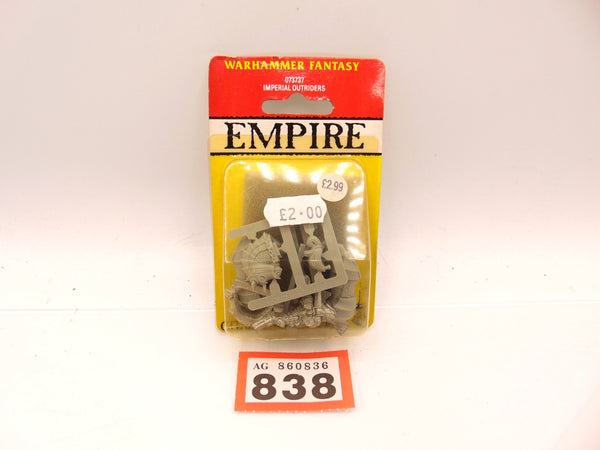 WARHAMMER FANTASY
073737
IMPERIAL OUTRIDERS
EMPIRE
£2.99
£2.00
AG 860836
838